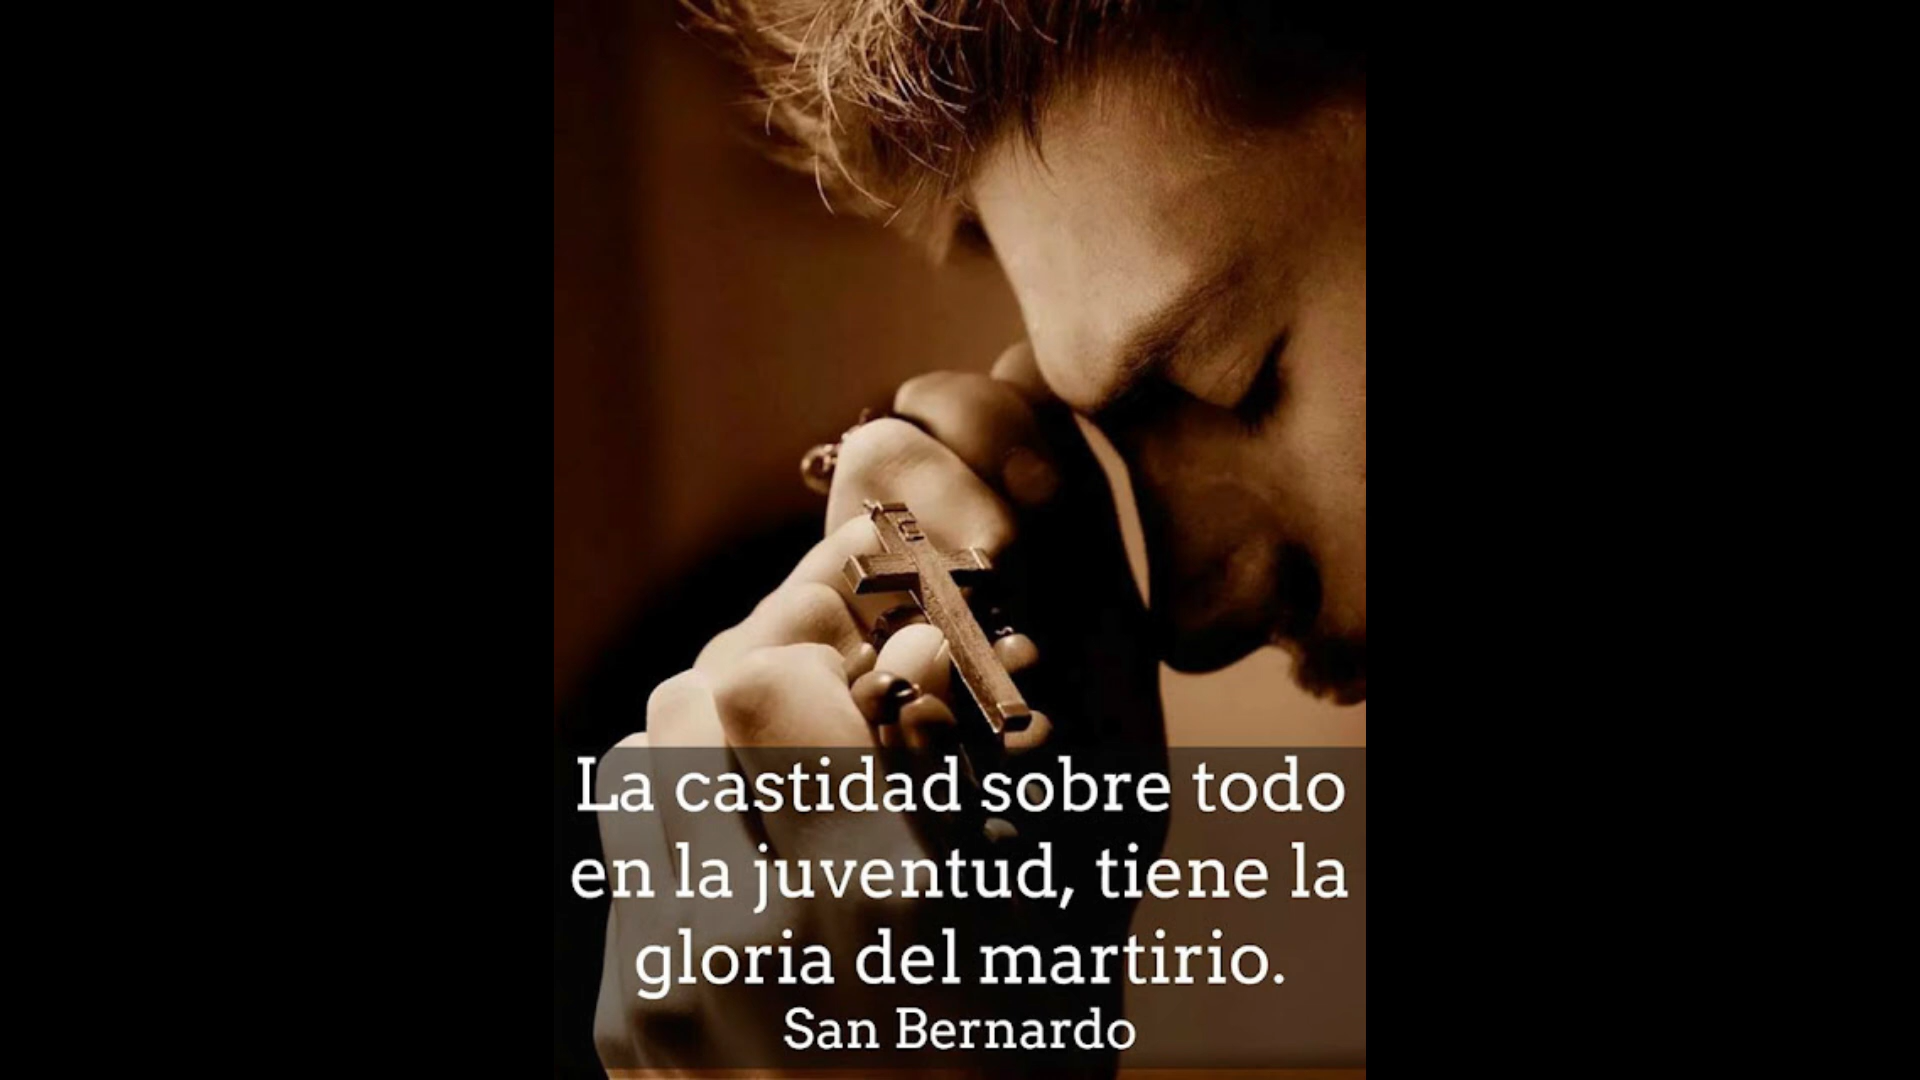 La castidad sobre todo
en la juventud, tiene la
gloria del martirio.
San Bernardo